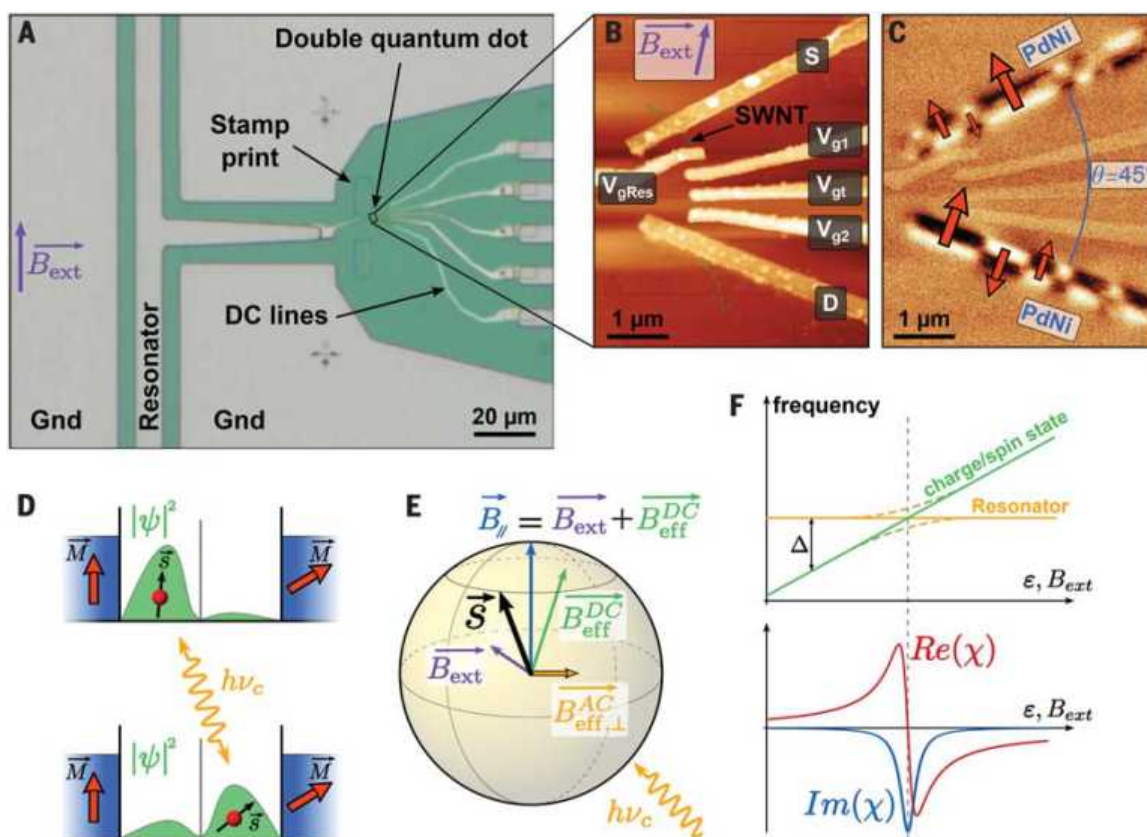 A
Double quantum dot
Stamp
print
B_ext
DC lines
Gnd
Resonator
Gnd
20 µm
B
B_ext
S
SWNT
V_g1
V_gRes
V_gt
V_g2
D
1 µm
C
PdNi
θ=45°
PdNi
1 µm
D
|ψ|²
M
s
M
hν_c
|ψ|²
M
s
M
E
B_// = B_ext + B_eff^DC
S
B_eff^DC
B_ext
B_eff,⊥^AC
hν_c
F
frequency
charge/spin state
Resonator
Δ
ε, B_ext
Re(χ)
ε, B_ext
Im(χ)